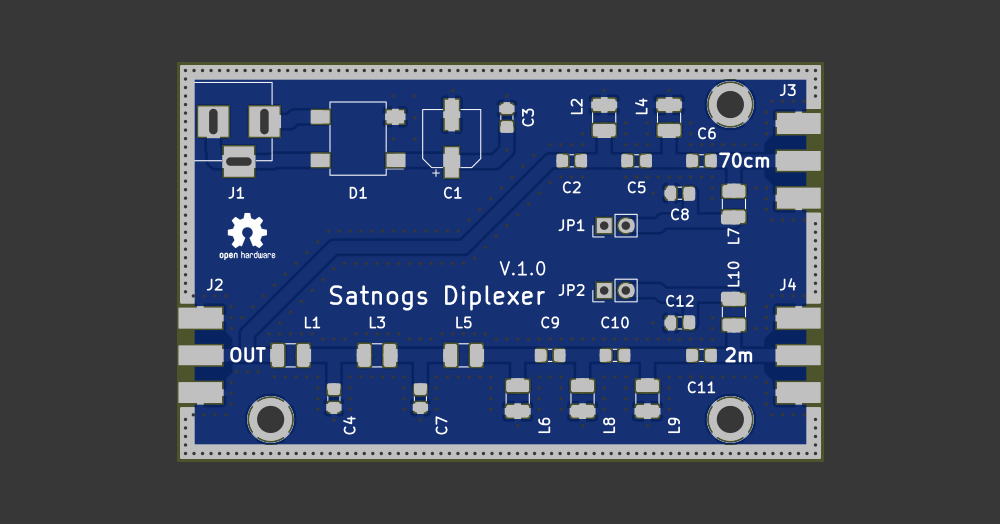 J3
L2
L4
C3
C6
70cm
C2
C5
J1
D1
+
C1
C8
JP1
L7
open hardware
V.1.0
L10
J2
JP2
J4
Satnogs Diplexer
C12
L1
L3
L5
C9
C10
OUT
2m
C11
C4
C7
L6
L8
L9